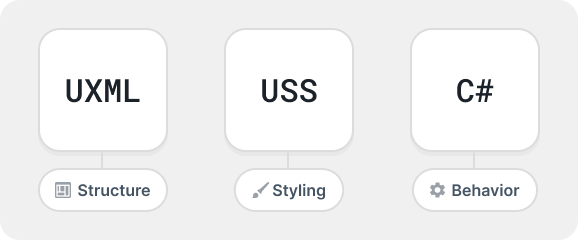 UXML
USS
C#
Structure
Styling
Behavior